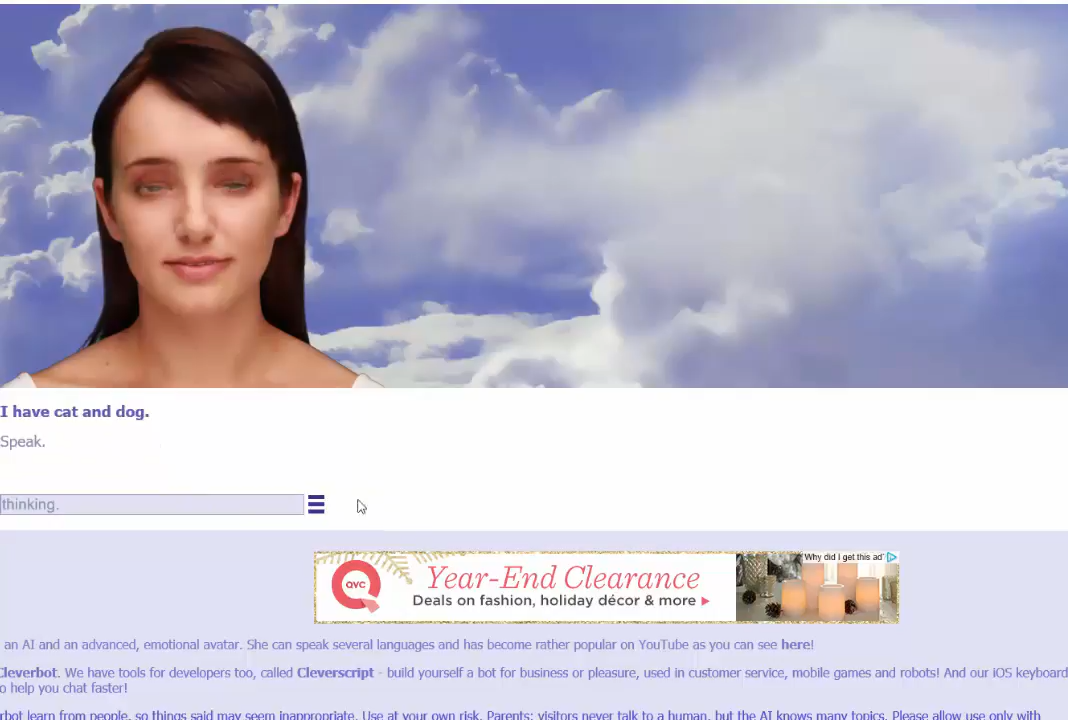 I have cat and dog.
Speak.
thinking.
QVC
Year-End Clearance
Deals on fashion, holiday décor & more ▸
Why did I get this ad?
an AI and an advanced, emotional avatar. She can speak several languages and has become rather popular on YouTube as you can see here!
Cleverbot. We have tools for developers too, called Cleverscript - build yourself a bot for business or pleasure, used in customer service, mobile games and robots! And our iOS keyboard
o help you chat faster!
rbot learn from people, so things said may seem inappropriate. Use at your own risk. Parents: visitors never talk to a human, but the AI knows many topics. Please allow use only with